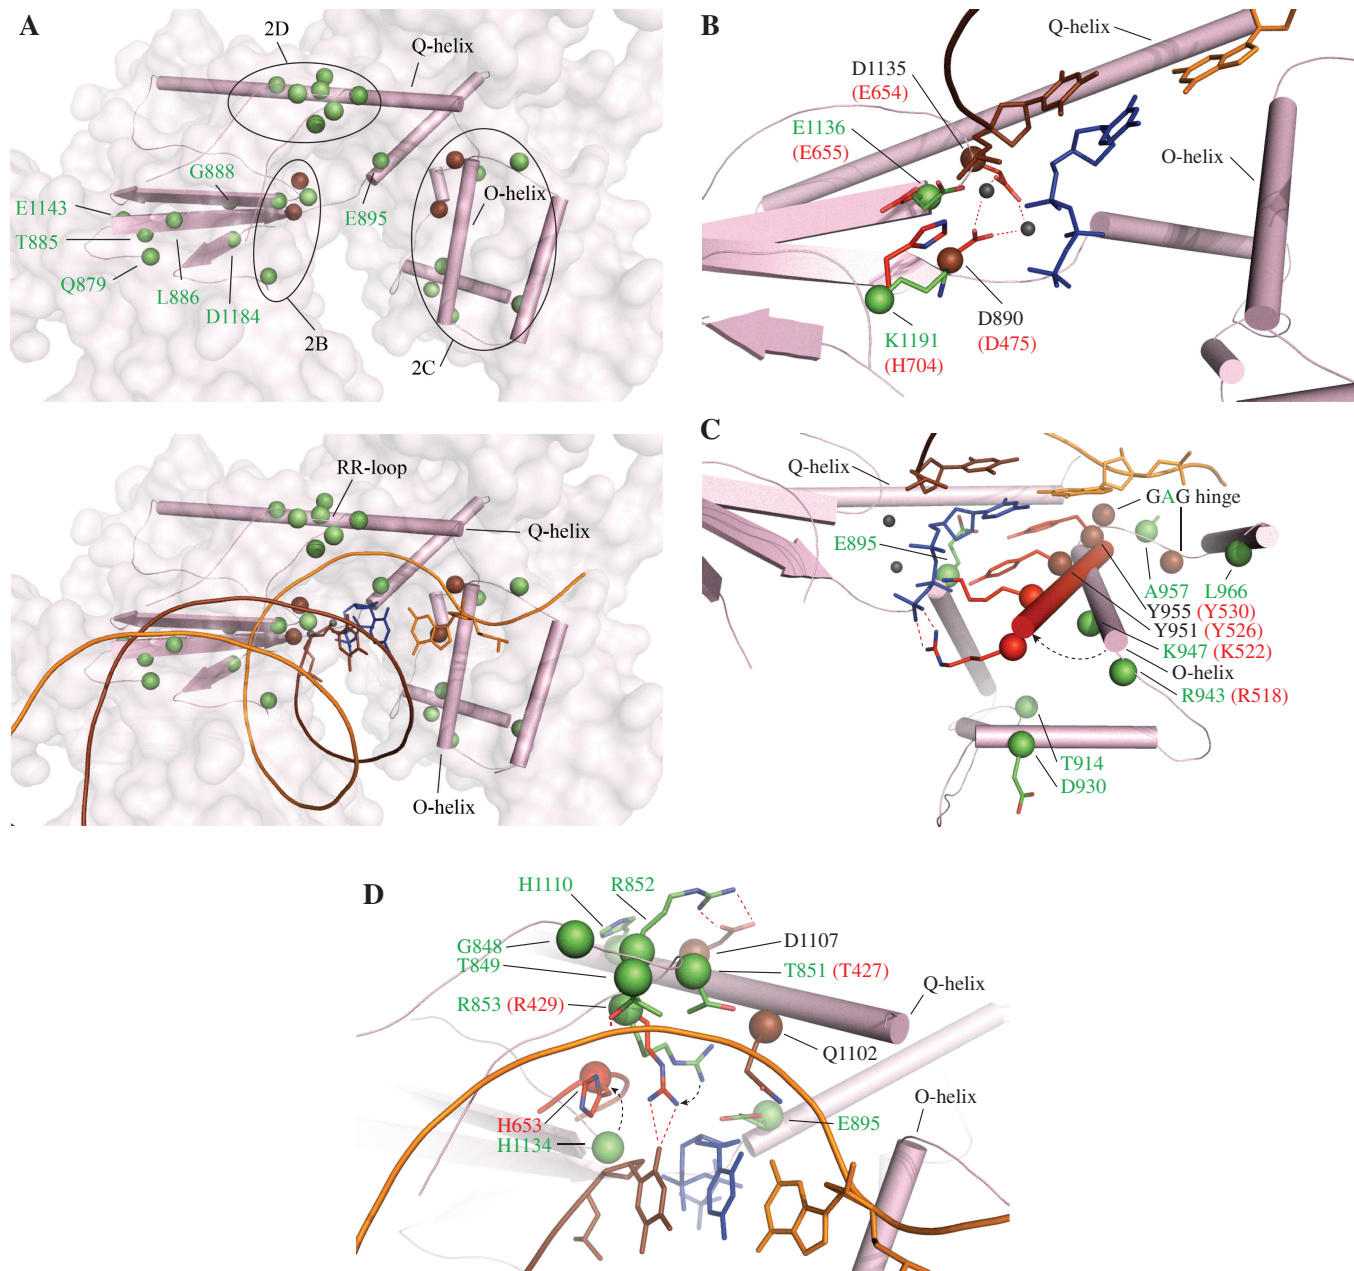 A
2D
Q-helix
G888
E1143
T885
Q879
L886
D1184
E895
O-helix
2B
2C
RR-loop
Q-helix
O-helix
B
Q-helix
D1135
(E654)
E1136
(E655)
O-helix
D890
(D475)
K1191
(H704)
C
Q-helix
GAG hinge
E895
A957
L966
Y955 (Y530)
Y951 (Y526)
K947 (K522)
O-helix
R943 (R518)
T914
D930
D
H1110
R852
G848
T849
D1107
T851 (T427)
R853 (R429)
Q-helix
Q1102
H653
H1134
E895
O-helix